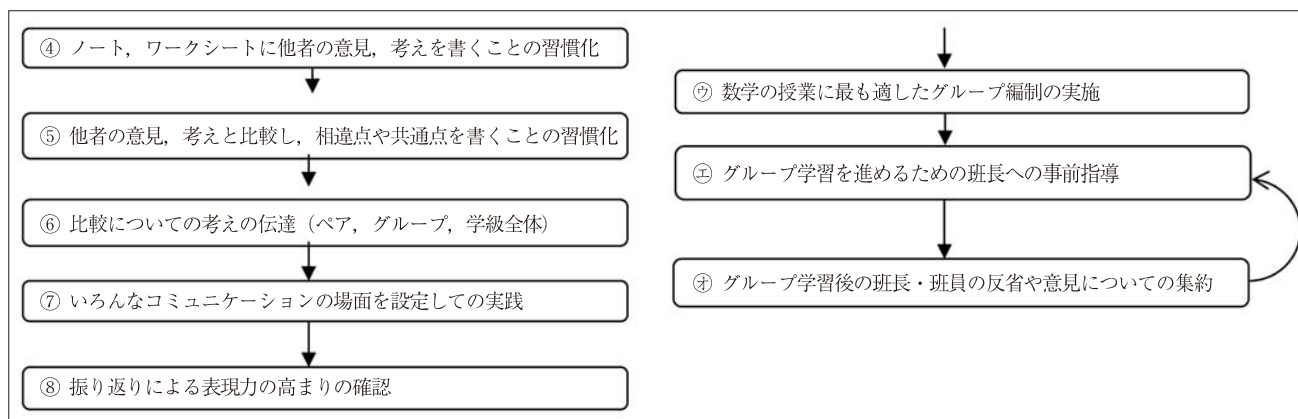 ④ ノート，ワークシートに他者の意見，考えを書くことの習慣化
⑤ 他者の意見，考えと比較し，相違点や共通点を書くことの習慣化
⑥ 比較についての考えの伝達（ペア，グループ，学級全体）
⑦ いろんなコミュニケーションの場面を設定しての実践
⑧ 振り返りによる表現力の高まりの確認
㋒ 数学の授業に最も適したグループ編制の実施
㋓ グループ学習を進めるための班長への事前指導
㋔ グループ学習後の班長・班員の反省や意見についての集約